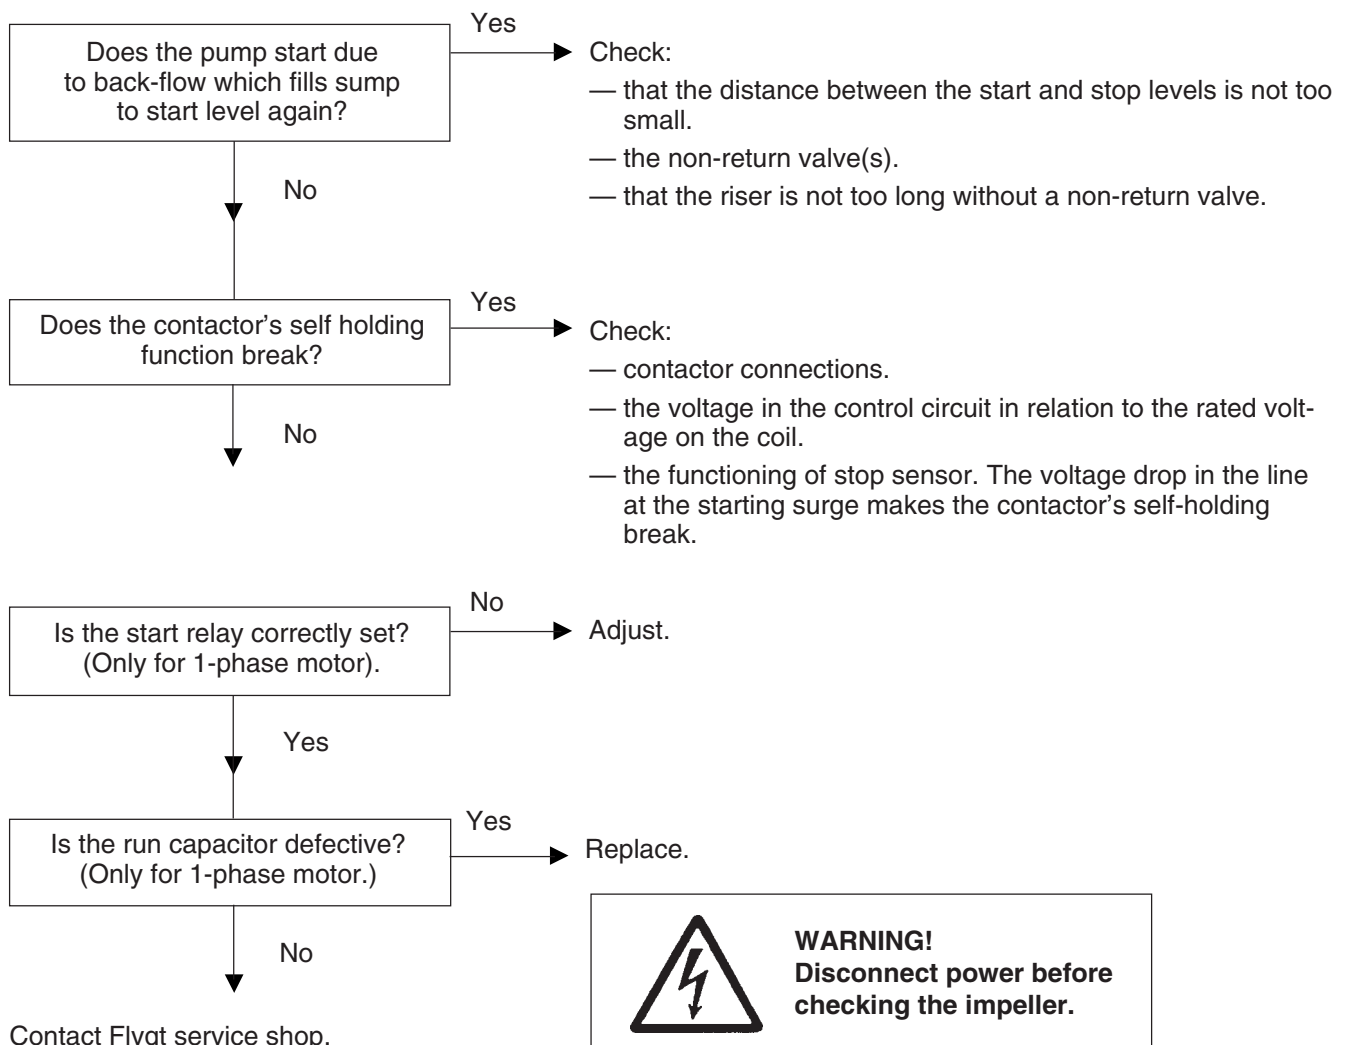 Does the pump start due
to back-flow which fills sump
to start level again?
Yes
Check:
— that the distance between the start and stop levels is not too
small.
— the non-return valve(s).
— that the riser is not too long without a non-return valve.
No
Does the contactor’s self holding
function break?
Yes
Check:
— contactor connections.
— the voltage in the control circuit in relation to the rated volt-
age on the coil.
— the functioning of stop sensor. The voltage drop in the line
at the starting surge makes the contactor’s self-holding
break.
No
Is the start relay correctly set?
(Only for 1-phase motor).
No
Adjust.
Yes
Is the run capacitor defective?
(Only for 1-phase motor.)
Yes
Replace.
No
WARNING!
Disconnect power before
checking the impeller.
Contact Flygt service shop.